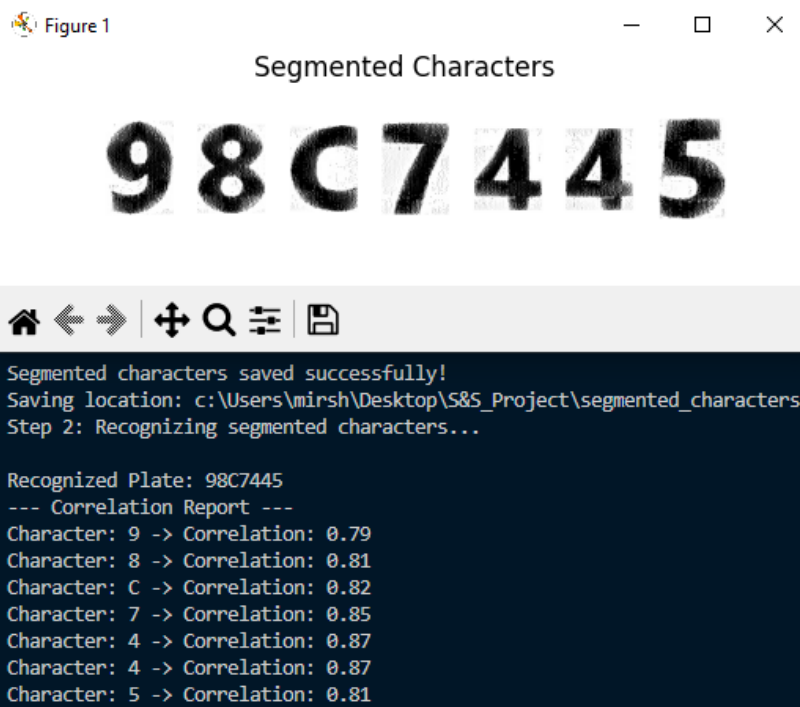 Figure 1
Segmented Characters
98C7445
Segmented characters saved successfully!
Saving location: c:\Users\mirsh\Desktop\S&S_Project\segmented_characters
Step 2: Recognizing segmented characters...
Recognized Plate: 98C7445
--- Correlation Report ---
Character: 9 -> Correlation: 0.79
Character: 8 -> Correlation: 0.81
Character: C -> Correlation: 0.82
Character: 7 -> Correlation: 0.85
Character: 4 -> Correlation: 0.87
Character: 4 -> Correlation: 0.87
Character: 5 -> Correlation: 0.81